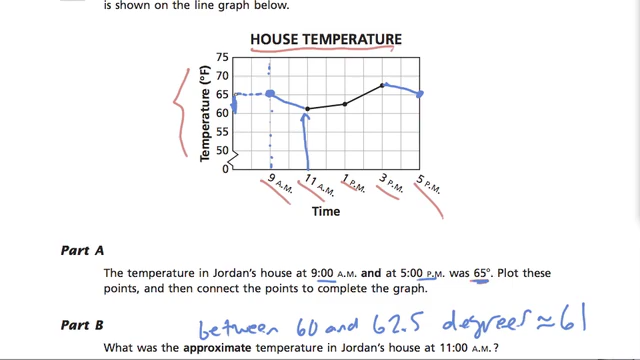 is shown on the line graph below.
HOUSE TEMPERATURE
Temperature (°F)
75
70
65
60
55
50
0
9 A.M.
11 A.M.
1 P.M.
3 P.M.
5 P.M.
Time
Part A
The temperature in Jordan's house at 9:00 A.M. and at 5:00 P.M. was 65°. Plot these
points, and then connect the points to complete the graph.
between 60 and 62.5 degrees ≈ 61
Part B
What was the approximate temperature in Jordan's house at 11:00 A.M.?